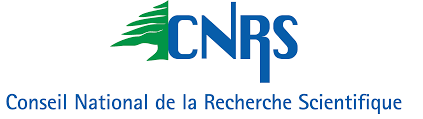 CNRS
Conseil National de la Recherche Scientifique